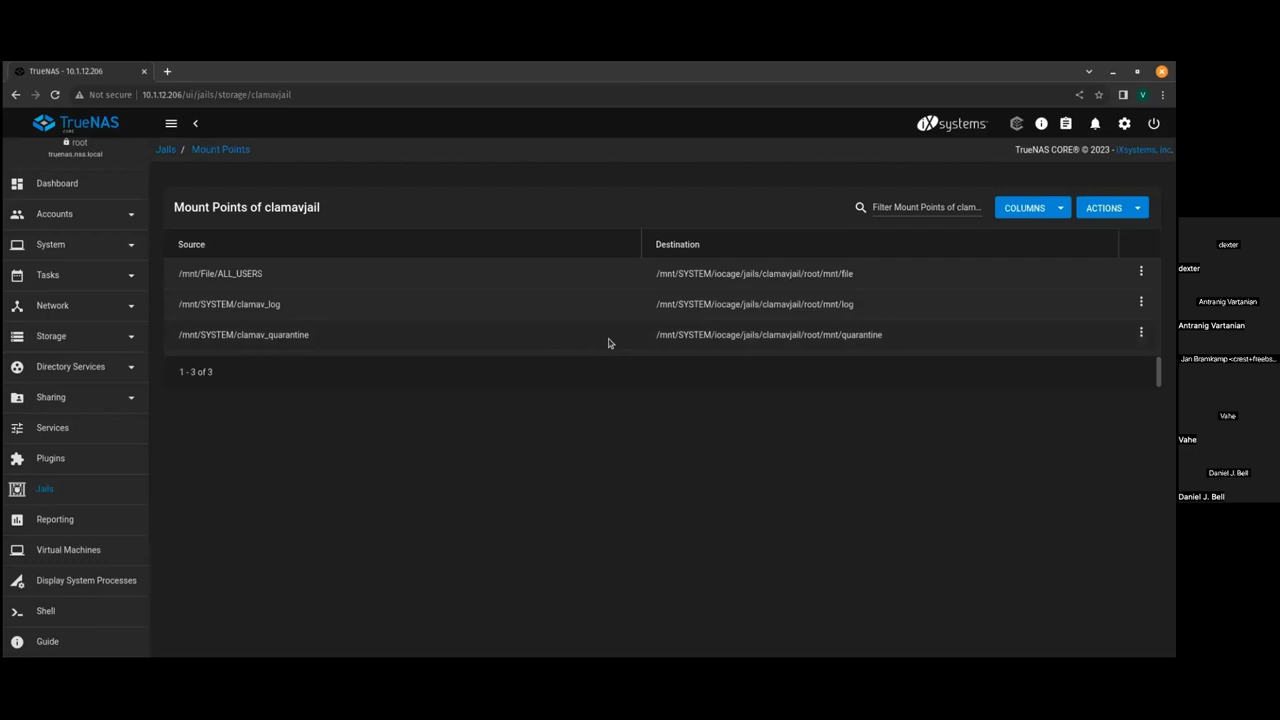 TrueNAS - 10.1.12.206
Not secure
10.1.12.206/ui/jails/storage/clamavjail
V
TrueNAS
CORE
iXsystems
root
truenas.nss.local
Jails / Mount Points
TrueNAS CORE® © 2023 - iXsystems, Inc.
Dashboard
Accounts
System
Tasks
Network
Storage
Directory Services
Sharing
Services
Plugins
Jails
Reporting
Virtual Machines
Display System Processes
Shell
Guide
Mount Points of clamavjail
Filter Mount Points of clam...
COLUMNS
ACTIONS
Source
Destination
/mnt/File/ALL_USERS
/mnt/SYSTEM/iocage/jails/clamavjail/root/mnt/file
/mnt/SYSTEM/clamav_log
/mnt/SYSTEM/iocage/jails/clamavjail/root/mnt/log
/mnt/SYSTEM/clamav_quarantine
/mnt/SYSTEM/iocage/jails/clamavjail/root/mnt/quarantine
1 - 3 of 3
dexter
dexter
Antranig Vartanian
Antranig Vartanian
Jan Bramkamp <crest+freebs...
Vahe
Vahe
Daniel J. Bell
Daniel J. Bell